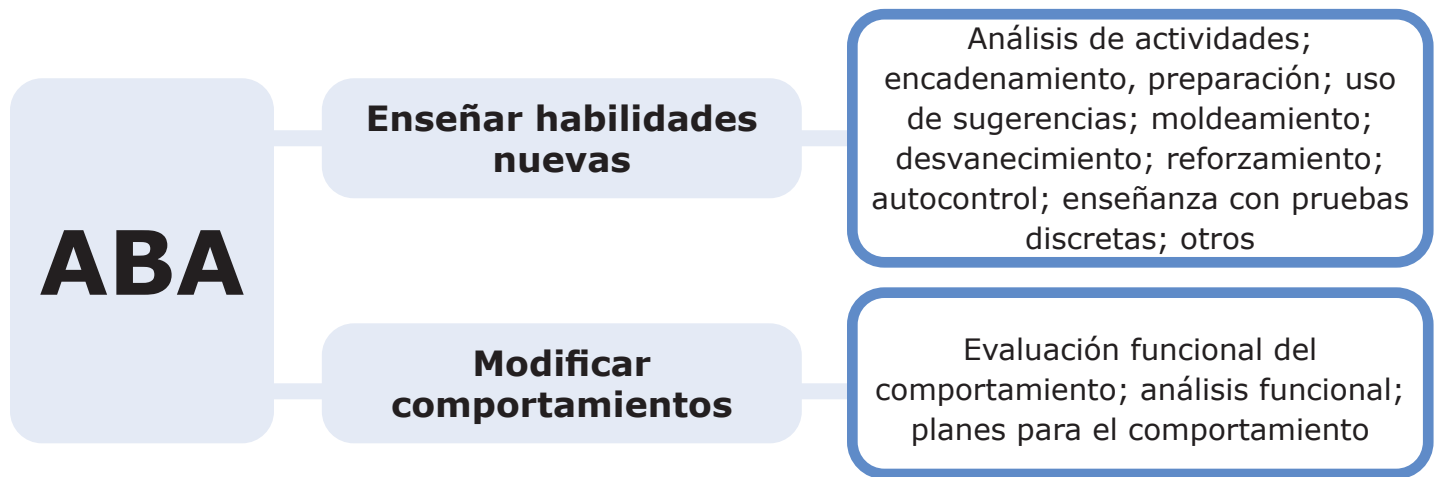 ABA
Enseñar habilidades
nuevas
Análisis de actividades;
encadenamiento, preparación; uso
de sugerencias; moldeamiento;
desvanecimiento; reforzamiento;
autocontrol; enseñanza con pruebas
discretas; otros
Modificar
comportamientos
Evaluación funcional del
comportamiento; análisis funcional;
planes para el comportamiento